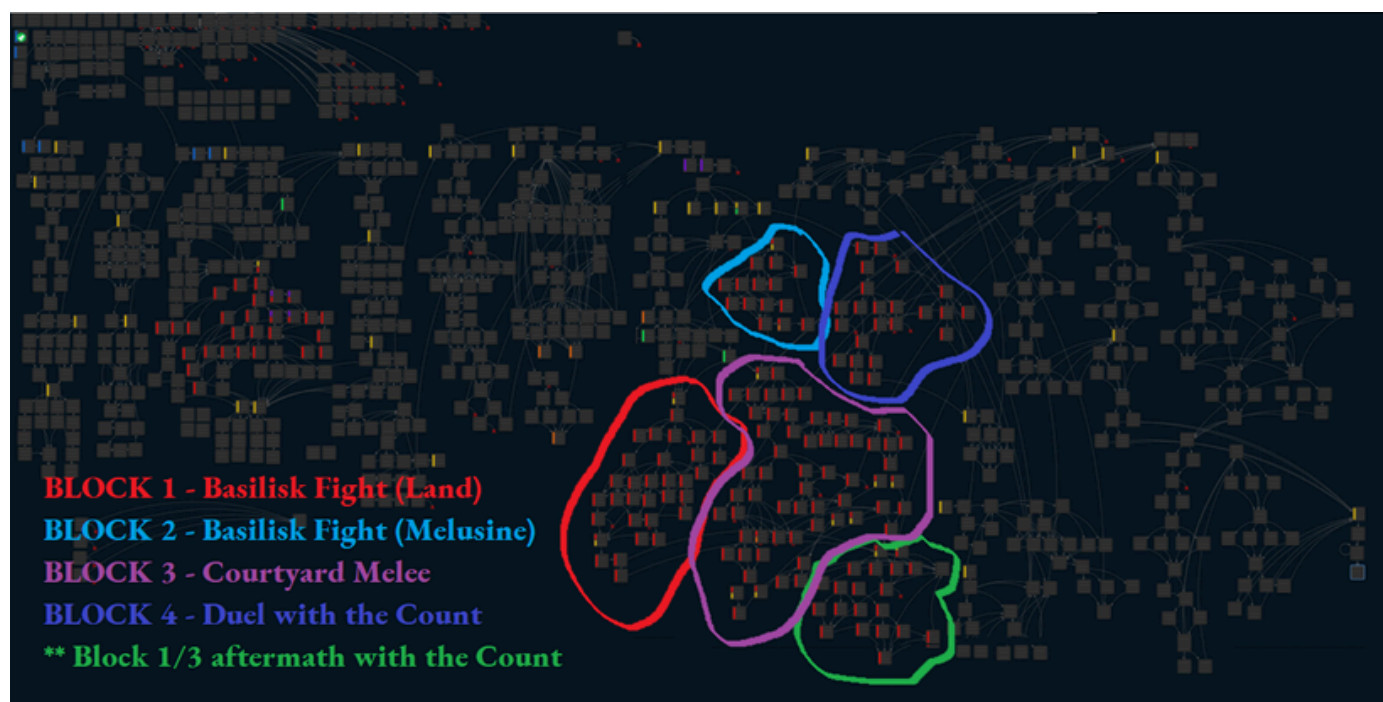 BLOCK 1 - Basilisk Fight (Land)
BLOCK 2 - Basilisk Fight (Melusine)
BLOCK 3 - Courtyard Melee
BLOCK 4 - Duel with the Count
** Block 1/3 aftermath with the Count